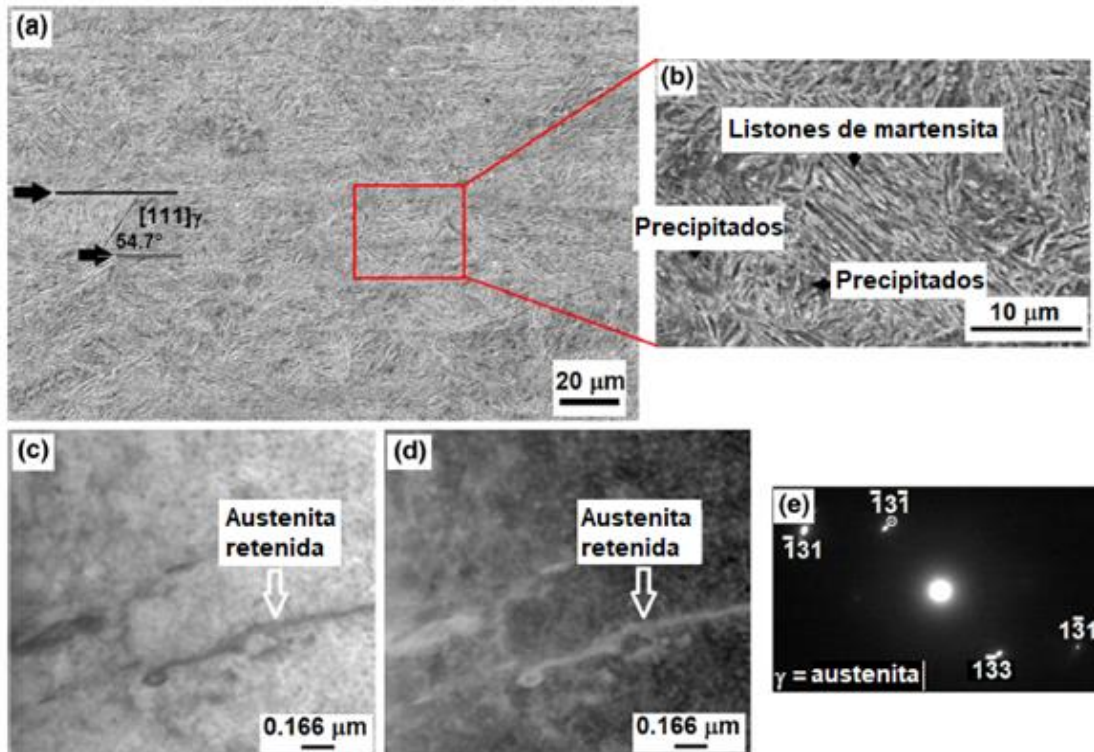 (a)
[111]γ
54.7°
20 μm
(b)
Listones de martensita
Precipitados
Precipitados
10 μm
(c)
Austenita
retenida
0.166 μm
(d)
Austenita
retenida
0.166 μm
(e)
1̄31
1̄31̄
13̄1
13̄3
γ = austenita